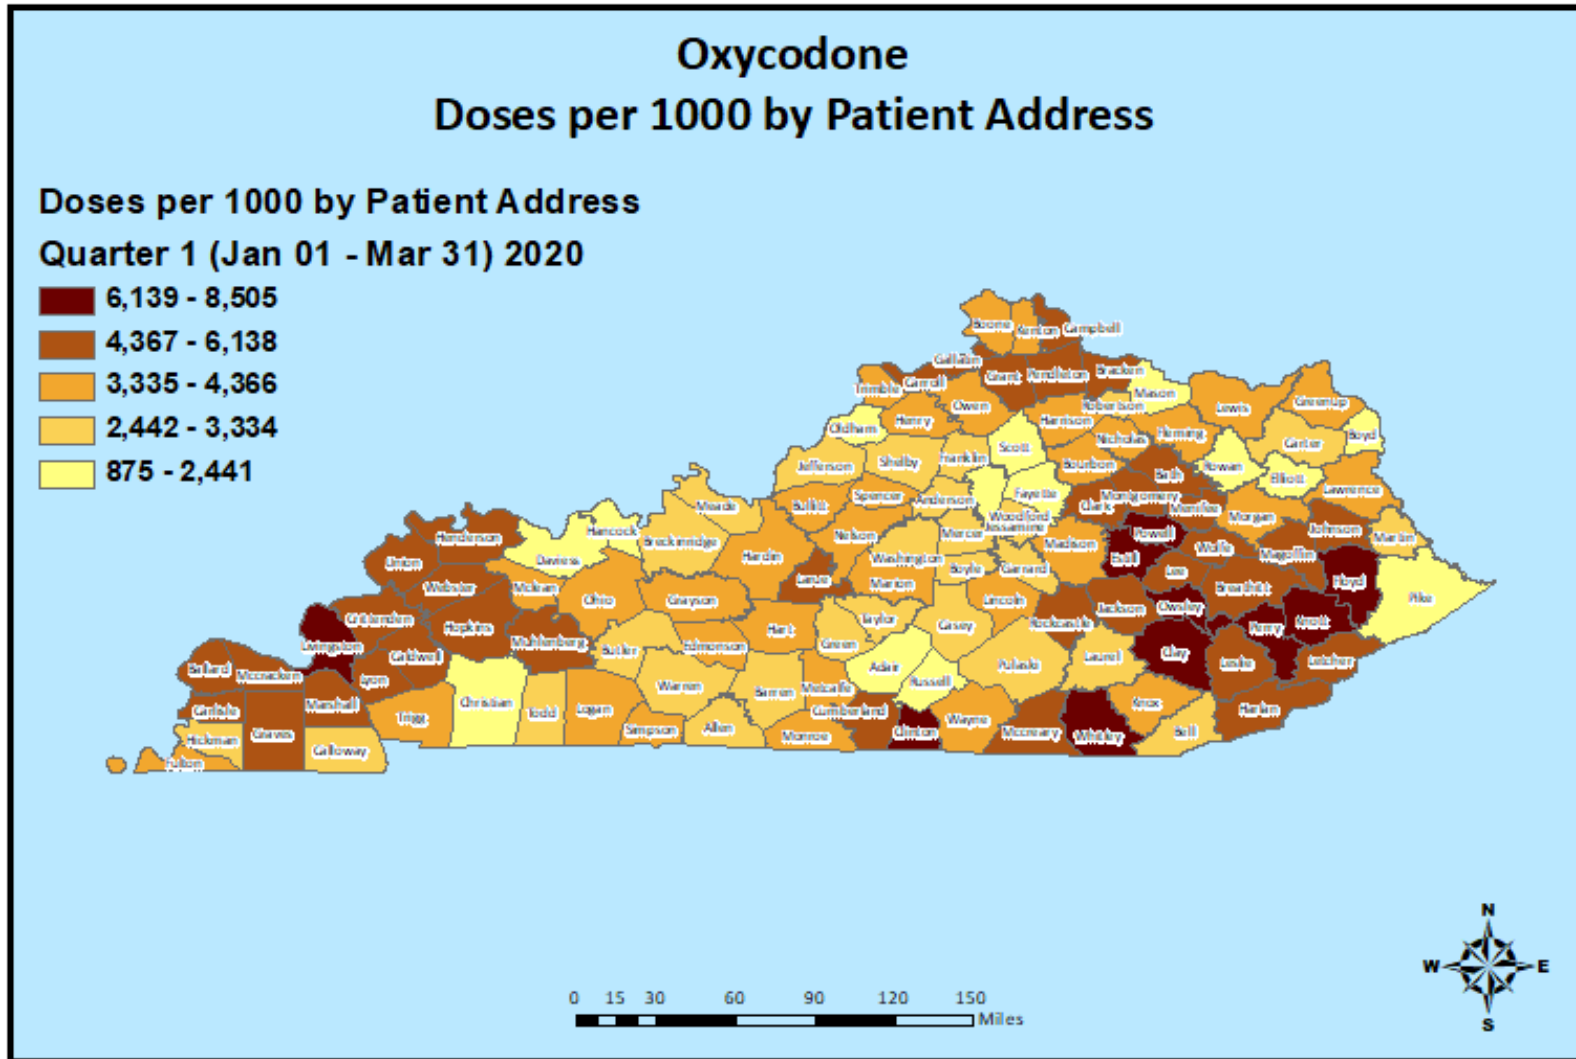 Oxycodone
Doses per 1000 by Patient Address
Doses per 1000 by Patient Address
Quarter 1 (Jan 01 - Mar 31) 2020
6,139 - 8,505
4,367 - 6,138
3,335 - 4,366
2,442 - 3,334
875 - 2,441
Boone
Kenton
Campbell
Gallatin
Trimble
Carroll
Grant
Pendleton
Bracken
Mason
Owen
Robertson
Lewis
Greenup
Oldham
Henry
Harrison
Nicholas
Fleming
Carter
Boyd
Scott
Jefferson
Shelby
Franklin
Bourbon
Rowan
Elliott
Bath
Lawrence
Meade
Bullitt
Spencer
Anderson
Fayette
Woodford
Jessamine
Clark
Montgomery
Menifee
Morgan
Johnson
Martin
Henderson
Hancock
Daviess
Breckinridge
Hardin
Nelson
Mercer
Washington
Madison
Powell
Estill
Wolfe
Magoffin
Floyd
Pike
Union
Webster
Mclean
Ohio
Grayson
Larue
Marion
Boyle
Garrard
Lee
Breathitt
Crittenden
Hopkins
Muhlenberg
Butler
Edmonson
Hart
Green
Taylor
Casey
Lincoln
Rockcastle
Jackson
Owsley
Perry
Knott
Livingston
Caldwell
Lyon
Ballard
Mccracken
Marshall
Carlisle
Graves
Hickman
Fulton
Calloway
Trigg
Christian
Todd
Logan
Warren
Simpson
Allen
Barren
Metcalfe
Monroe
Adair
Russell
Cumberland
Clinton
Wayne
Pulaski
Laurel
Clay
Leslie
Letcher
Harlan
Knox
Bell
Whitley
Mccreary
N
W
E
S
0 15 30 60 90 120 150
Miles